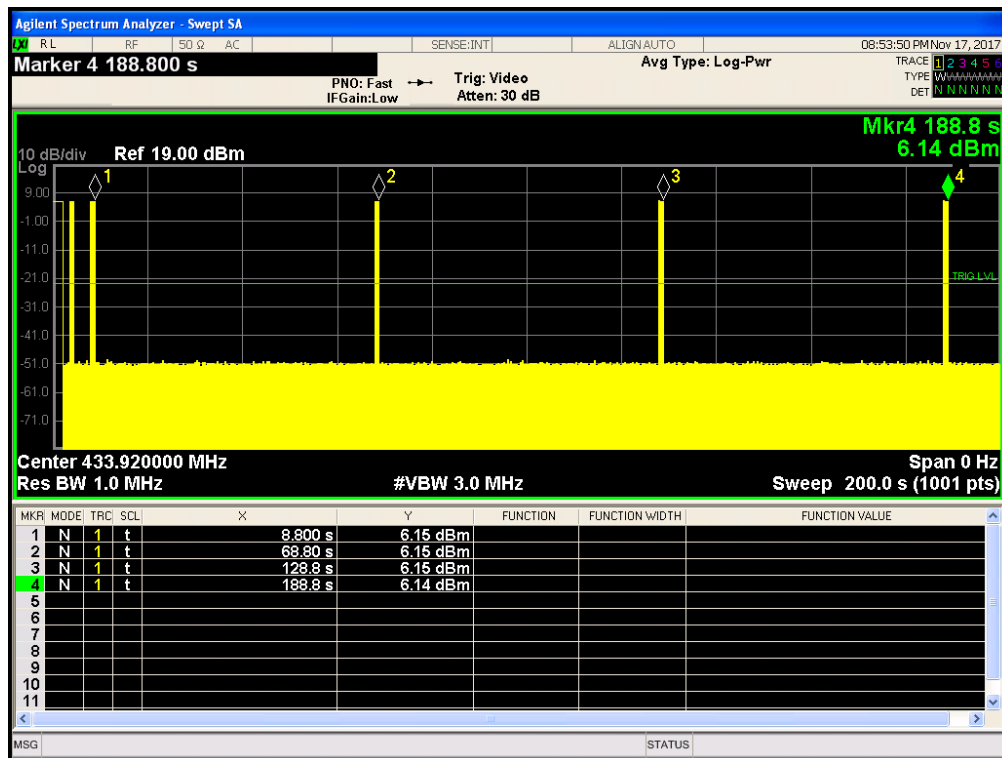 Agilent Spectrum Analyzer - Swept SA
LXI RL RF 50 Ω AC SENSE:INT ALIGNAUTO 08:53:50 PM Nov 17, 2017
Marker 4 188.800 s
PNO: Fast
IFGain:Low
Trig: Video
Atten: 30 dB
Avg Type: Log-Pwr
TRACE 1 2 3 4 5 6
TYPE WWWWWW
DET N N N N N N
Mkr4 188.8 s
6.14 dBm
10 dB/div Ref 19.00 dBm
Log
1 2 3 4
9.00
-1.00
-11.0
-21.0
TRIG LVL
-31.0
-41.0
-51.0
-61.0
-71.0
Center 433.920000 MHz Span 0 Hz
Res BW 1.0 MHz #VBW 3.0 MHz Sweep 200.0 s (1001 pts)
MKR MODE TRC SCL X Y FUNCTION FUNCTION WIDTH FUNCTION VALUE
1 N 1 t 8.800 s 6.15 dBm
2 N 1 t 68.80 s 6.15 dBm
3 N 1 t 128.8 s 6.15 dBm
4 N 1 t 188.8 s 6.14 dBm
5
6
7
8
9
10
11
MSG STATUS